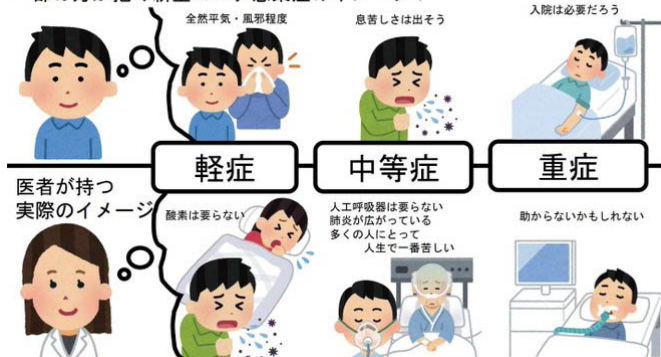 全然平気・風邪程度
息苦しさは出そう
入院は必要だろう
軽症
中等症
重症
医者が持つ
実際のイメージ
酸素は要らない
人工呼吸器は要らない
肺炎が広がっている
多くの人にとって
人生で一番苦しい
助からないかもしれない